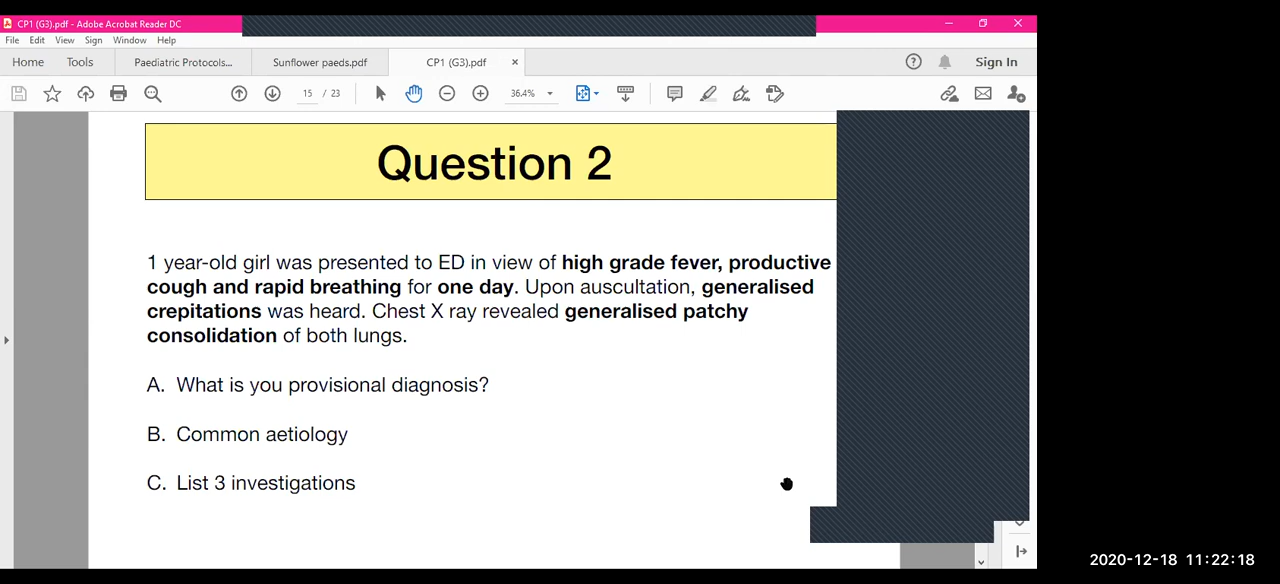 CP1 (G3).pdf - Adobe Acrobat Reader DC
File Edit View Sign Window Help
Home Tools Paediatric Protocols... Sunflower paeds.pdf CP1 (G3).pdf × Sign In
15 / 23 36.4%
Question 2
1 year-old girl was presented to ED in view of high grade fever, productive
cough and rapid breathing for one day. Upon auscultation, generalised
crepitations was heard. Chest X ray revealed generalised patchy
consolidation of both lungs.
A. What is you provisional diagnosis?
B. Common aetiology
C. List 3 investigations
2020-12-18 11:22:18